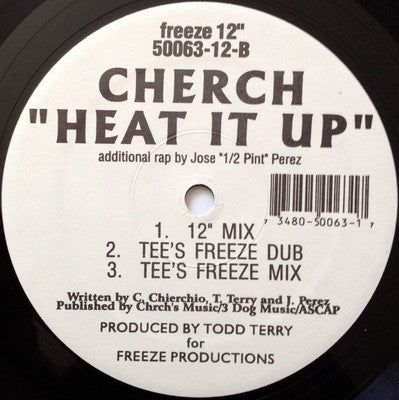 freeze 12"
50063-12-B
CHERCH
"HEAT IT UP"
additional rap by Jose "1/2 Pint" Perez
7 3480-50063-1 7
1. 12" MIX
2. TEE'S FREEZE DUB
3. TEE'S FREEZE MIX
Written by C. Chierchio, T. Terry and J. Perez
Published by Chrch's Music/3 Dog Music/ASCAP
PRODUCED BY TODD TERRY
for
FREEZE PRODUCTIONS